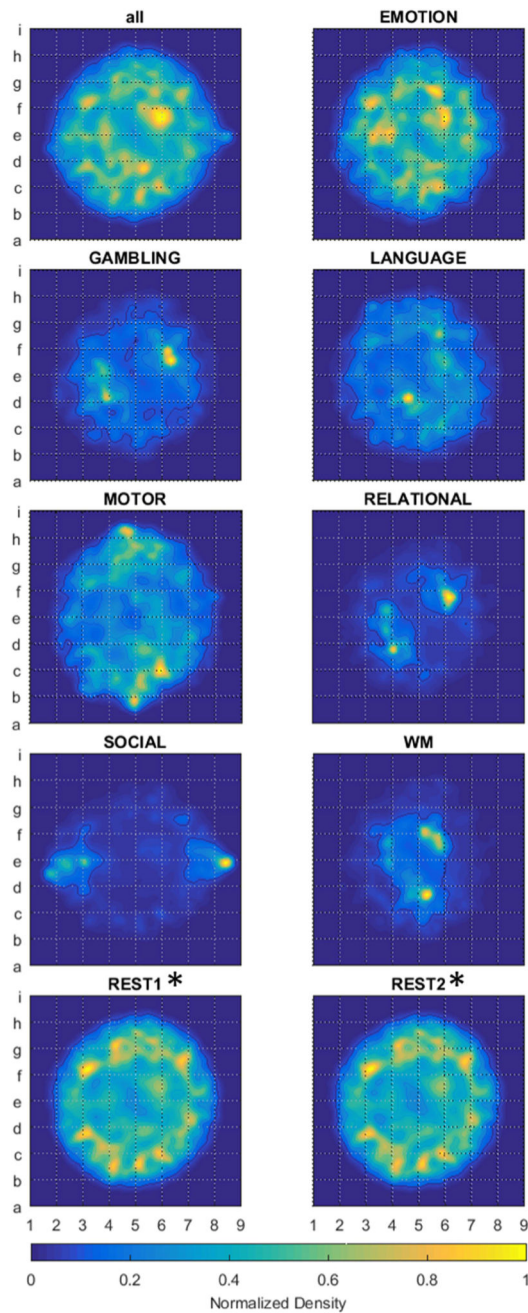 all EMOTION
i
h
g
f
e
d
c
b
a
GAMBLING LANGUAGE
i
h
g
f
e
d
c
b
a
MOTOR RELATIONAL
i
h
g
f
e
d
c
b
a
SOCIAL WM
i
h
g
f
e
d
c
b
a
REST1 * REST2 *
i
h
g
f
e
d
c
b
a
1 2 3 4 5 6 7 8 9 1 2 3 4 5 6 7 8 9
0 0.2 0.4 0.6 0.8 1
Normalized Density